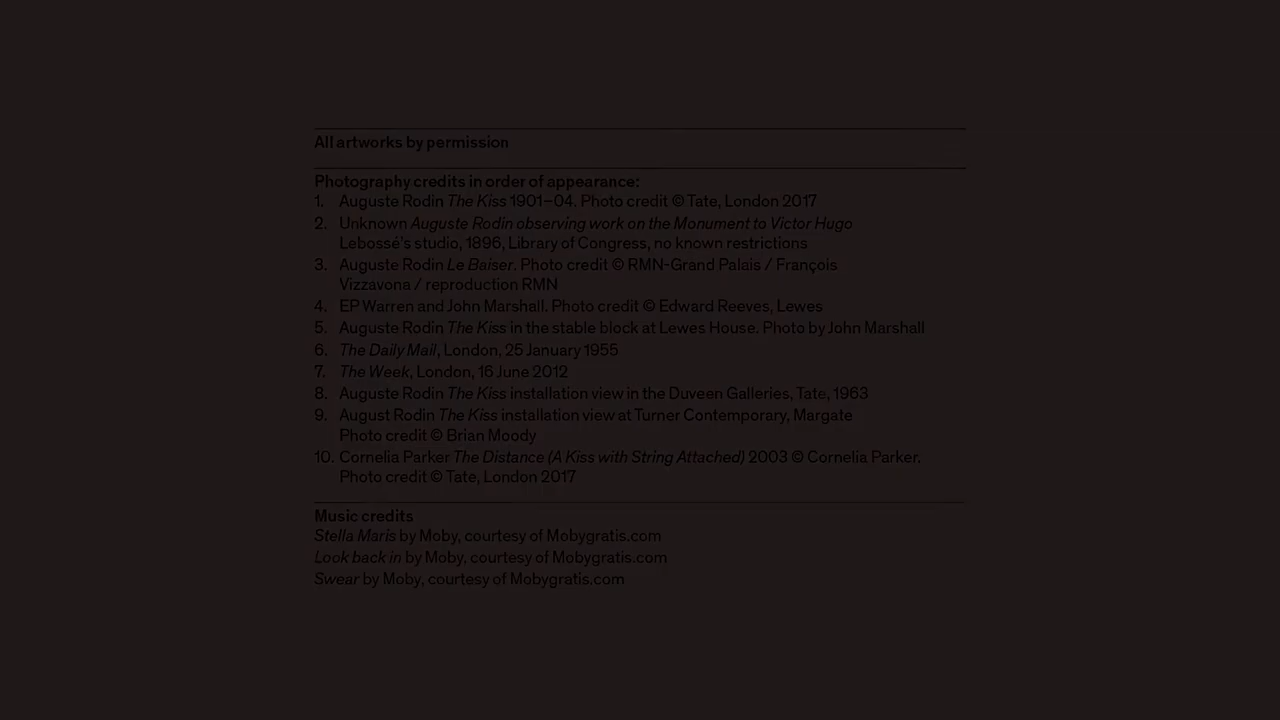 All artworks by permission
Photography credits in order of appearance:
1. Auguste Rodin The Kiss 1901–04. Photo credit © Tate, London 2017
2. Unknown Auguste Rodin observing work on the Monument to Victor Hugo
Lebossé's studio, 1896, Library of Congress, no known restrictions
3. Auguste Rodin Le Baiser. Photo credit © RMN-Grand Palais / François
Vizzavona / reproduction RMN
4. EP Warren and John Marshall. Photo credit © Edward Reeves, Lewes
5. Auguste Rodin The Kiss in the stable block at Lewes House. Photo by John Marshall
6. The Daily Mail, London, 25 January 1955
7. The Week, London, 16 June 2012
8. Auguste Rodin The Kiss installation view in the Duveen Galleries, Tate, 1963
9. August Rodin The Kiss installation view at Turner Contemporary, Margate
Photo credit © Brian Moody
10. Cornelia Parker The Distance (A Kiss with String Attached) 2003 © Cornelia Parker.
Photo credit © Tate, London 2017
Music credits
Stella Maris by Moby, courtesy of Mobygratis.com
Look back in by Moby, courtesy of Mobygratis.com
Swear by Moby, courtesy of Mobygratis.com